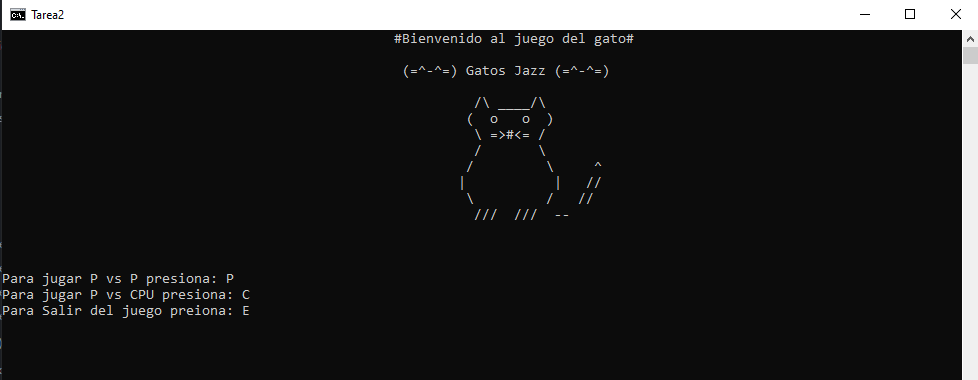 Tarea2
#Bienvenido al juego del gato#
(=^-^=) Gatos Jazz (=^-^=)
/\ ____/\
(  o   o  )
\ =>#<= /
/       \
/         \     ^
|           |   //
\         /   //
///  ///  --
Para jugar P vs P presiona: P
Para jugar P vs CPU presiona: C
Para Salir del juego preiona: E